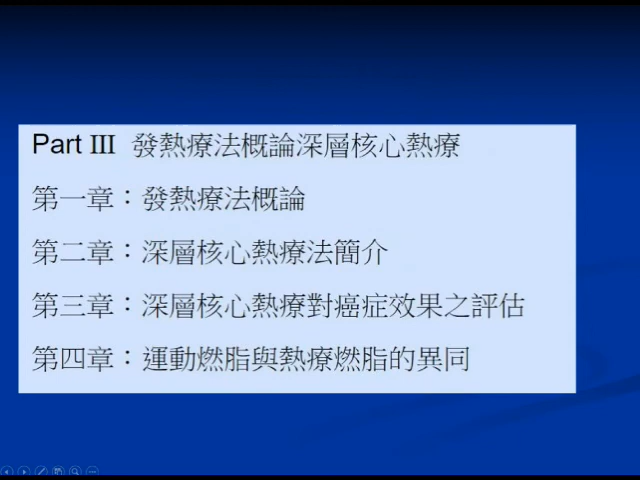 Part III 發熱療法概論深層核心熱療
第一章：發熱療法概論
第二章：深層核心熱療法簡介
第三章：深層核心熱療對癌症效果之評估
第四章：運動燃脂與熱療燃脂的異同